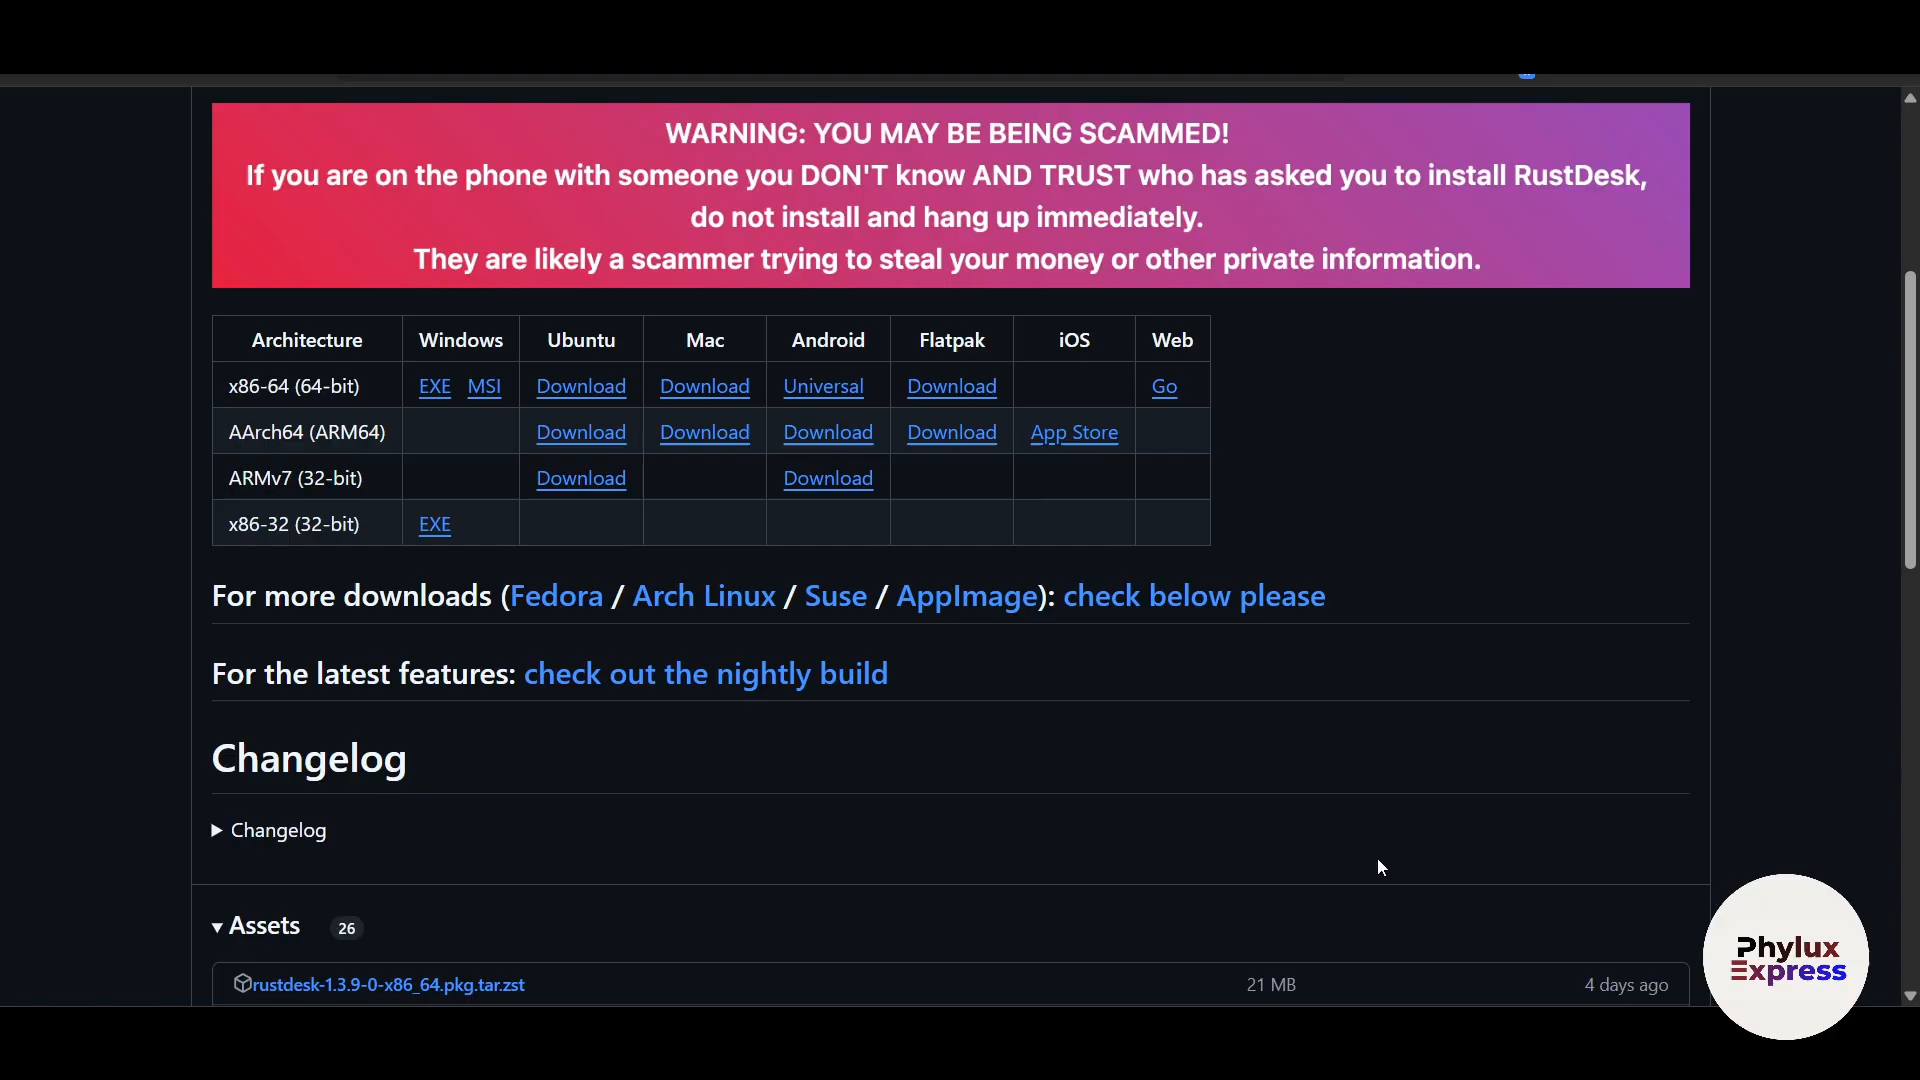 WARNING: YOU MAY BE BEING SCAMMED!
If you are on the phone with someone you DON'T know AND TRUST who has asked you to install RustDesk,
do not install and hang up immediately.
They are likely a scammer trying to steal your money or other private information.
Architecture Windows Ubuntu Mac Android Flatpak iOS Web
x86-64 (64-bit) EXE MSI Download Download Universal Download Go
AArch64 (ARM64) Download Download Download Download App Store
ARMv7 (32-bit) Download Download
x86-32 (32-bit) EXE
For more downloads (Fedora / Arch Linux / Suse / AppImage): check below please
For the latest features: check out the nightly build
Changelog
Changelog
Assets 26
rustdesk-1.3.9-0-x86_64.pkg.tar.zst 21 MB 4 days ago
Phylux
Express